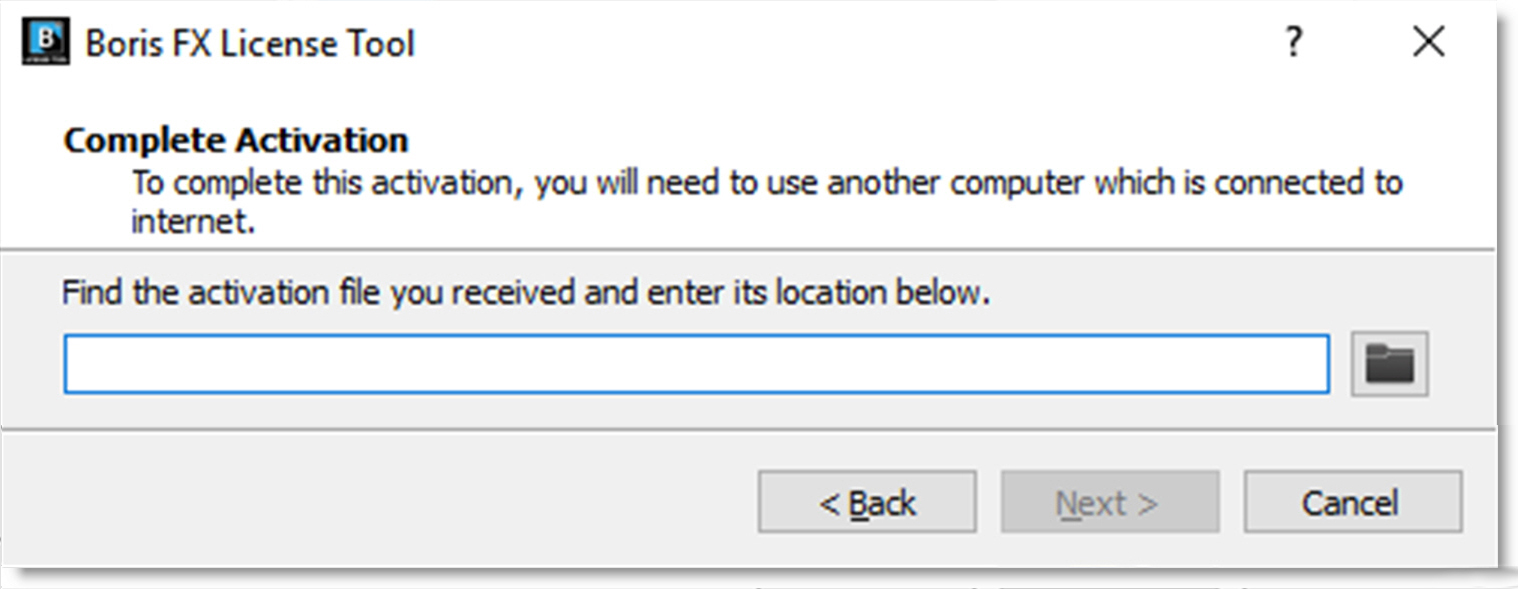 B
Boris FX License Tool
?
Complete Activation
To complete this activation, you will need to use another computer which is connected to
internet.
Find the activation file you received and enter its location below.
< Back
Next >
Cancel